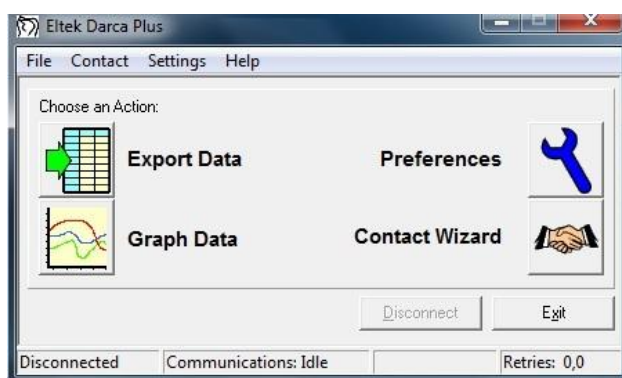 Eltek Darca Plus
File Contact Settings Help
Choose an Action:
Export Data Preferences
Graph Data Contact Wizard
Disconnect Exit
Disconnected Communications: Idle Retries: 0,0